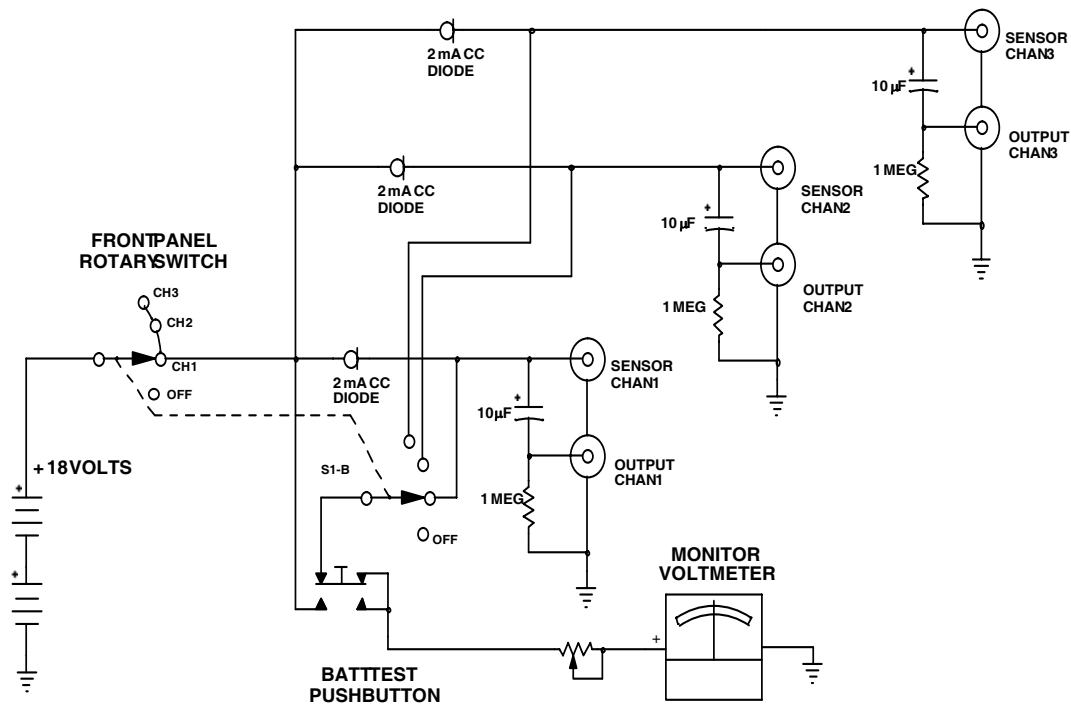 2 mA CC
DIODE
SENSOR
CHAN3
+
10 µF
OUTPUT
CHAN3
1 MEG
2 mA CC
DIODE
SENSOR
CHAN2
+
10 µF
OUTPUT
CHAN2
1 MEG
FRONTPANEL
ROTARYSWITCH
CH3
CH2
CH1
OFF
2 mA CC
DIODE
SENSOR
CHAN1
+
10µF
OUTPUT
CHAN1
1 MEG
+18VOLTS
+
+
S1-B
OFF
MONITOR
VOLTMETER
+
BATTTEST
PUSHBUTTON